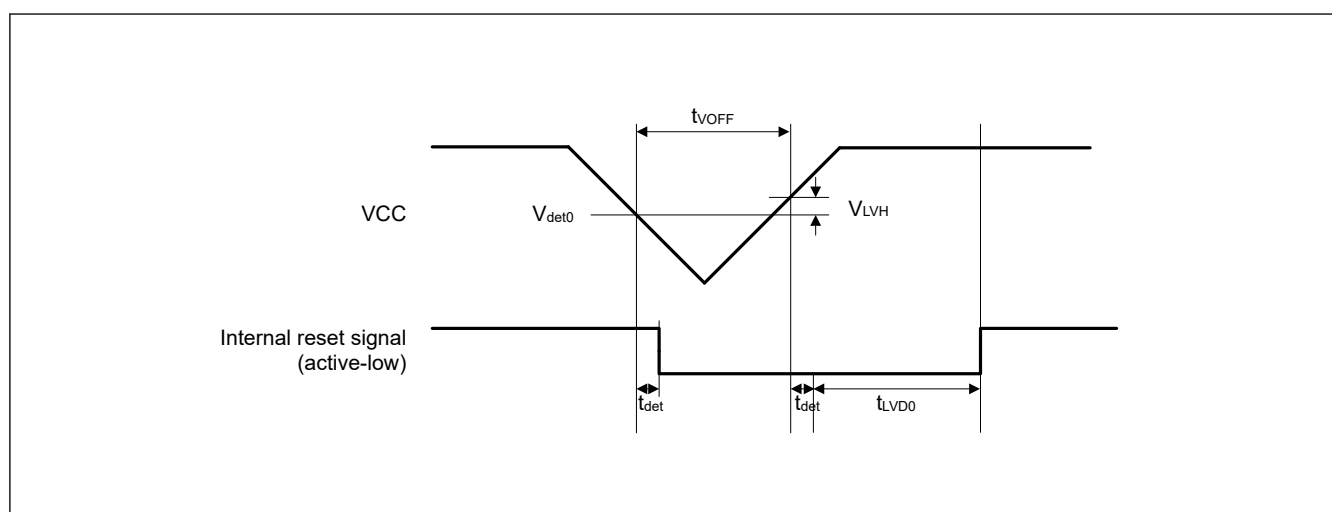 tVOFF
VCC
Vdet0
VLVH
Internal reset signal
(active-low)
tdet
tdet
tLVD0